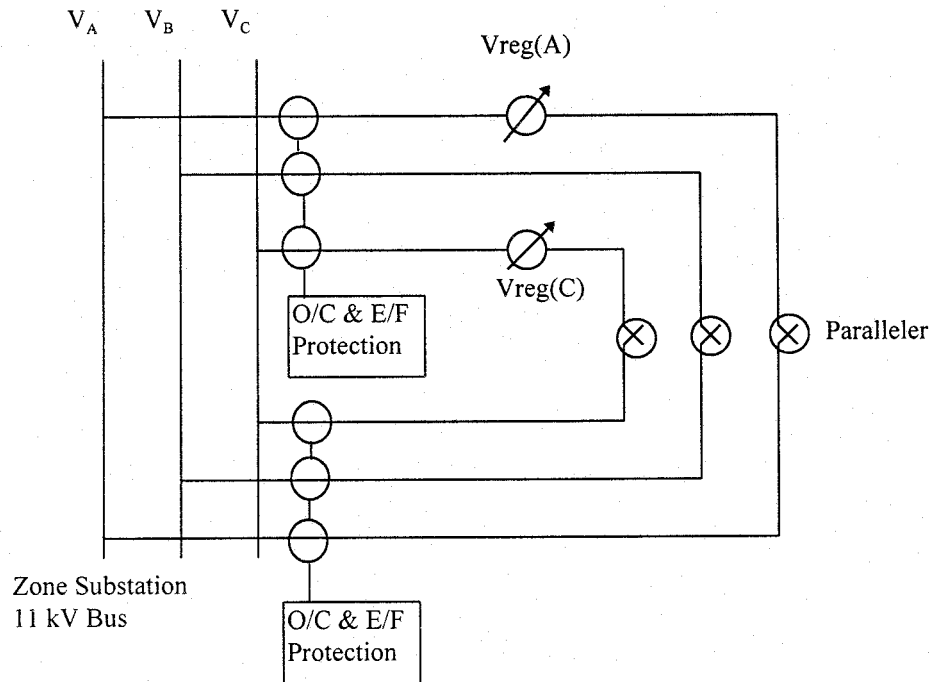 V_A V_B V_C
Vreg(A)
Vreg(C)
O/C & E/F
Protection
Paralleler
Zone Substation
11 kV Bus
O/C & E/F
Protection